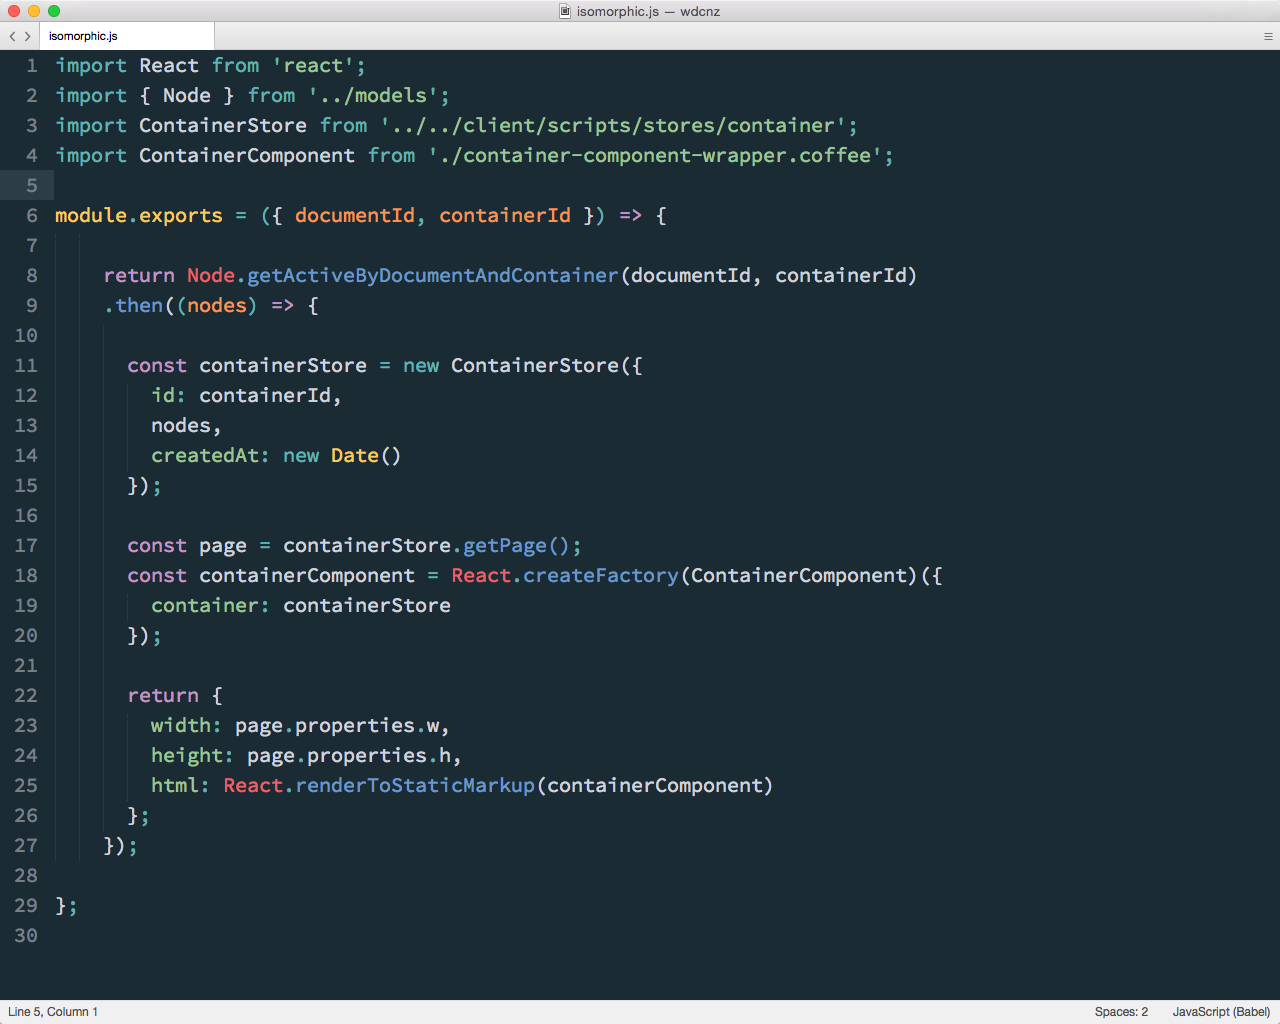 isomorphic.js — wdcnz
isomorphic.js
1 import React from 'react';
2 import { Node } from '../models';
3 import ContainerStore from '../../client/scripts/stores/container';
4 import ContainerComponent from './container-component-wrapper.coffee';
5
6 module.exports = ({ documentId, containerId }) => {
7
8     return Node.getActiveByDocumentAndContainer(documentId, containerId)
9     .then((nodes) => {
10
11       const containerStore = new ContainerStore({
12         id: containerId,
13         nodes,
14         createdAt: new Date()
15       });
16
17       const page = containerStore.getPage();
18       const containerComponent = React.createFactory(ContainerComponent)({
19         container: containerStore
20       });
21
22       return {
23         width: page.properties.w,
24         height: page.properties.h,
25         html: React.renderToStaticMarkup(containerComponent)
26       };
27     });
28
29 };
30
Line 5, Column 1
Spaces: 2
JavaScript (Babel)